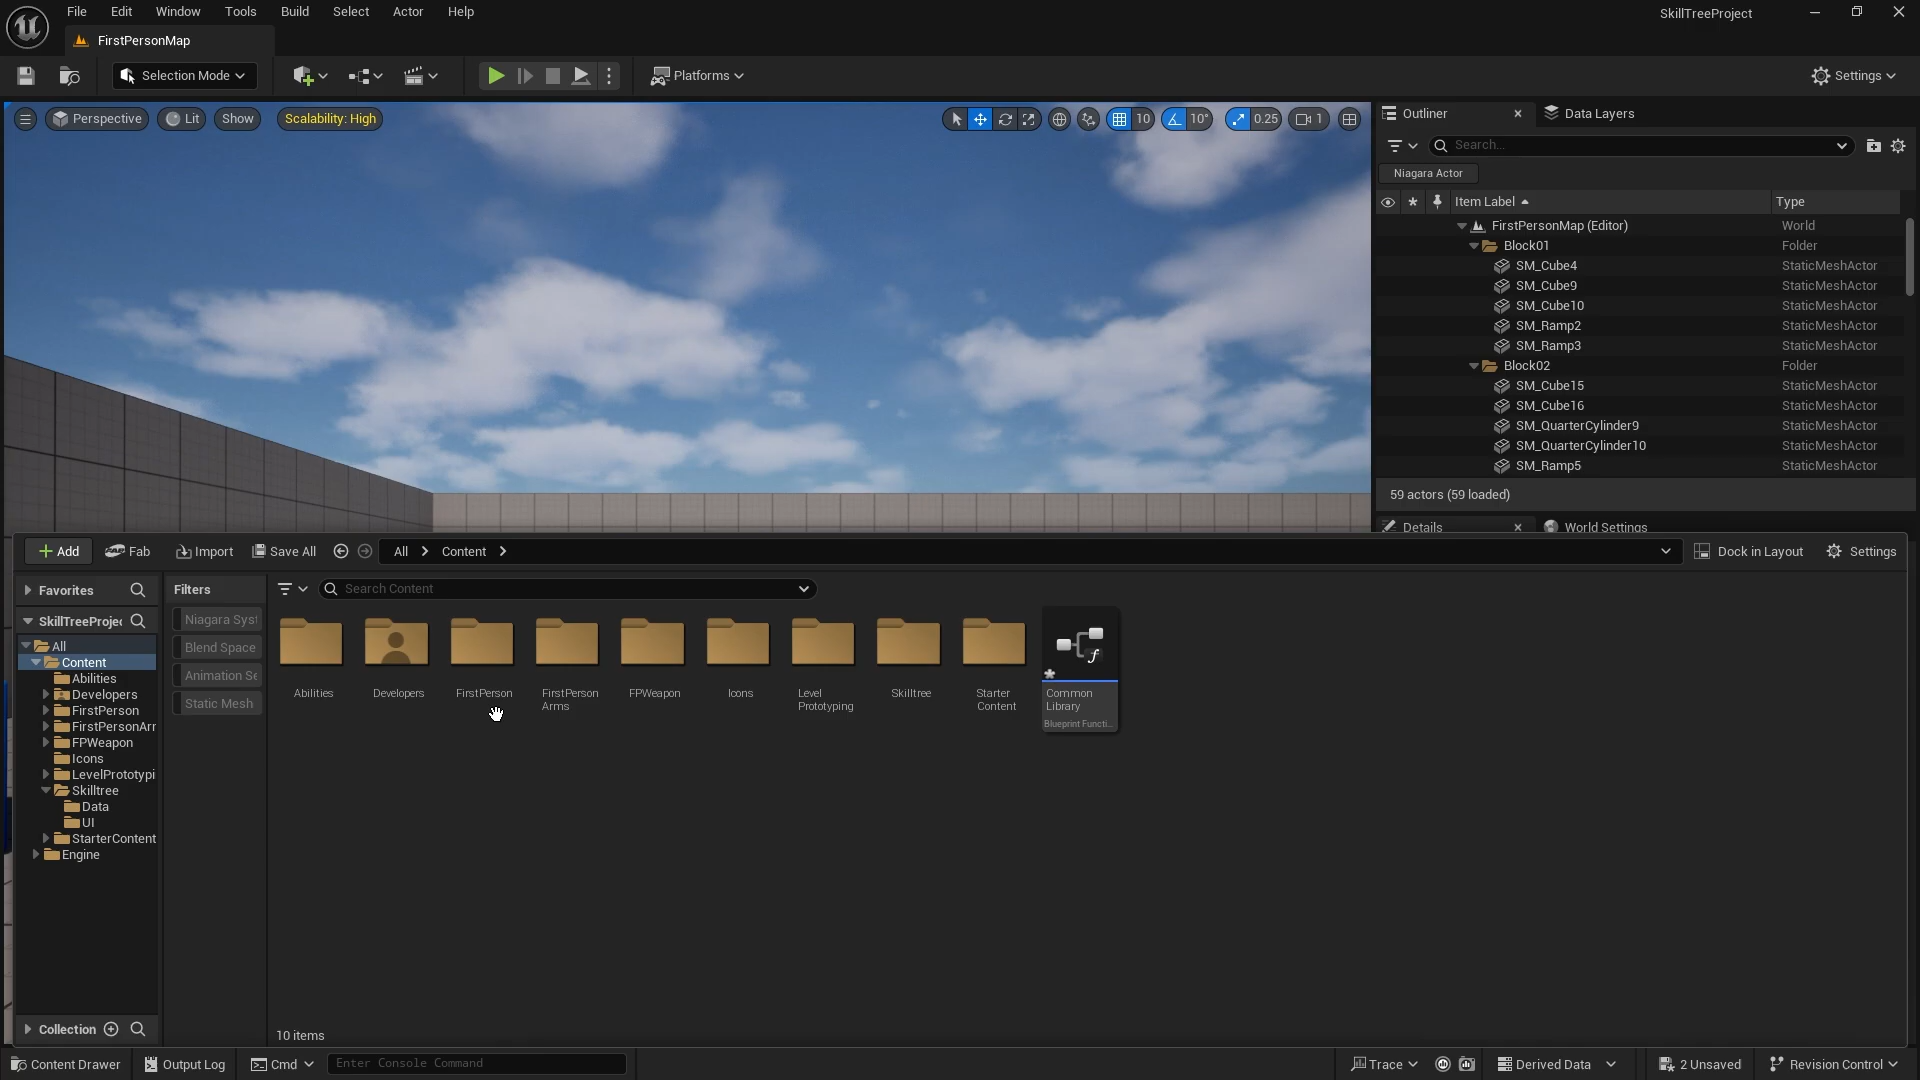 File Edit Window Tools Build Select Actor Help
SkillTreeProject
FirstPersonMap
Selection Mode
Platforms
Settings
Perspective Lit Show Scalability: High
10 10° 0.25 1
Outliner Data Layers
Search...
Niagara Actor
Item Label Type
FirstPersonMap (Editor) World
Block01 Folder
SM_Cube4 StaticMeshActor
SM_Cube9 StaticMeshActor
SM_Cube10 StaticMeshActor
SM_Ramp2 StaticMeshActor
SM_Ramp3 StaticMeshActor
Block02 Folder
SM_Cube15 StaticMeshActor
SM_Cube16 StaticMeshActor
SM_QuarterCylinder9 StaticMeshActor
SM_QuarterCylinder10 StaticMeshActor
SM_Ramp5 StaticMeshActor
59 actors (59 loaded)
Details World Settings
Add Fab Import Save All All Content Dock in Layout Settings
Favorites
SkillTreeProjec
All
Content
Abilities
Developers
FirstPerson
FirstPersonArr
FPWeapon
Icons
LevelPrototypi
Skilltree
Data
UI
StarterContent
Engine
Collection
Filters
Niagara Syst
Blend Space
Animation Se
Static Mesh
Search Content
Abilities
Developers
FirstPerson
FirstPerson
Arms
FPWeapon
Icons
Level
Prototyping
Skilltree
Starter
Content
Common
Library
Blueprint Functi...
10 items
Content Drawer Output Log Cmd Enter Console Command Trace Derived Data 2 Unsaved Revision Control